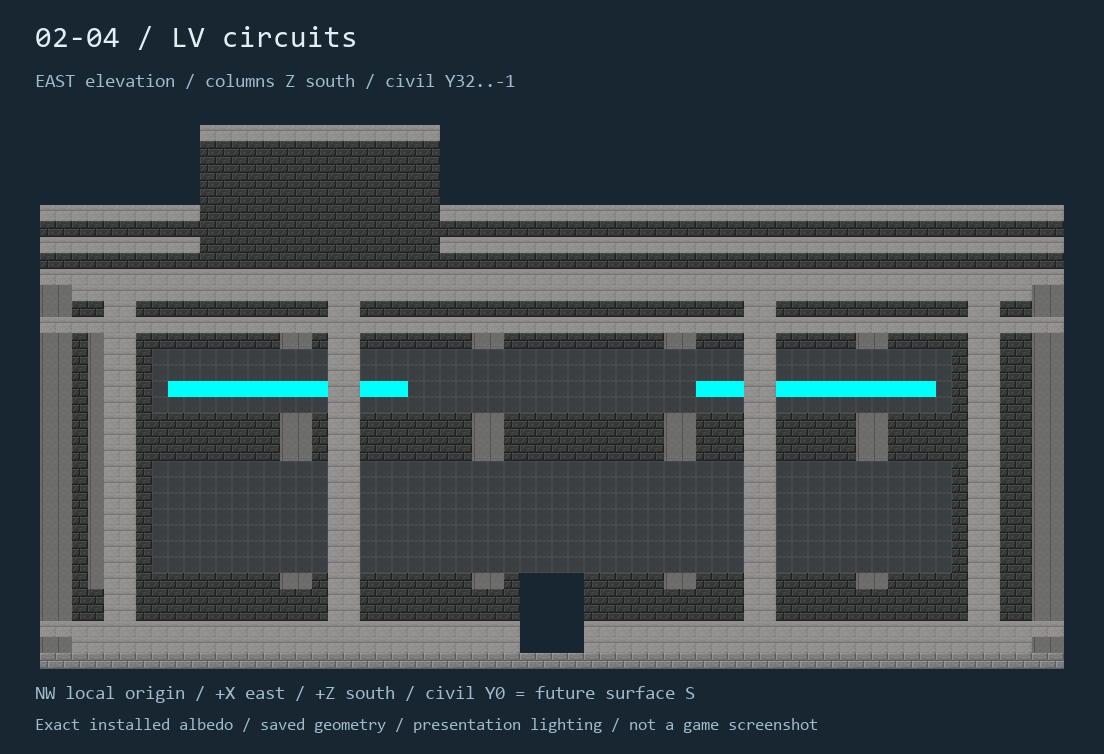 02-04 / LV circuits
EAST elevation / columns Z south / civil Y32..-1
NW local origin / +X east / +Z south / civil Y0 = future surface S
Exact installed albedo / saved geometry / presentation lighting / not a game screenshot